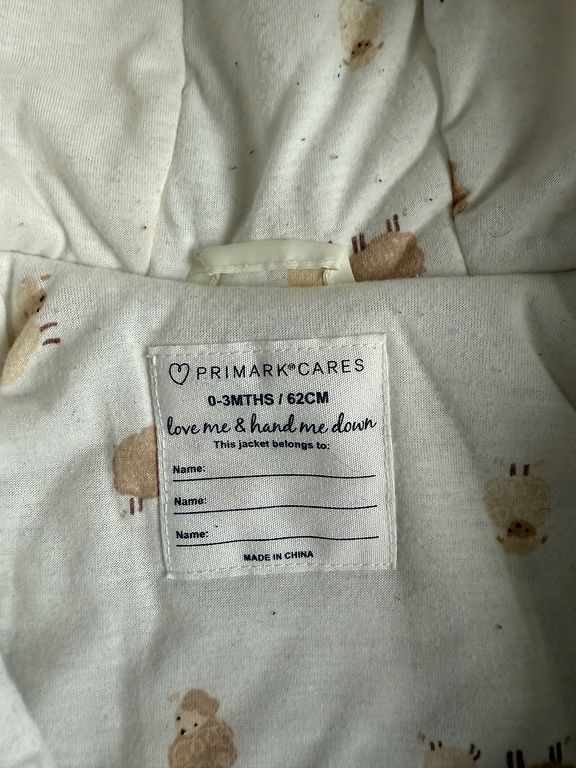 PRIMARK®CARES
0-3MTHS / 62CM
love me & hand me down
This jacket belongs to:
Name:
Name:
Name:
MADE IN CHINA